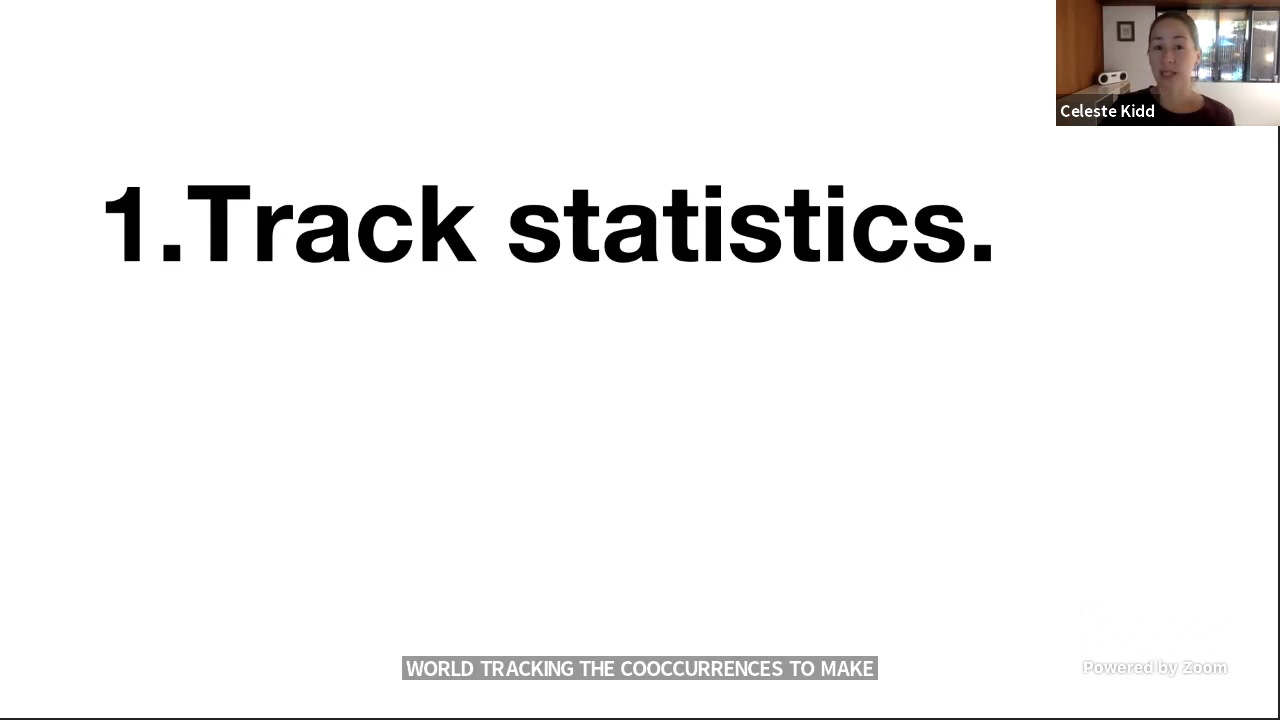 Celeste Kidd
1.Track statistics.
WORLD TRACKING THE COOCCURRENCES TO MAKE
Powered by Zoom